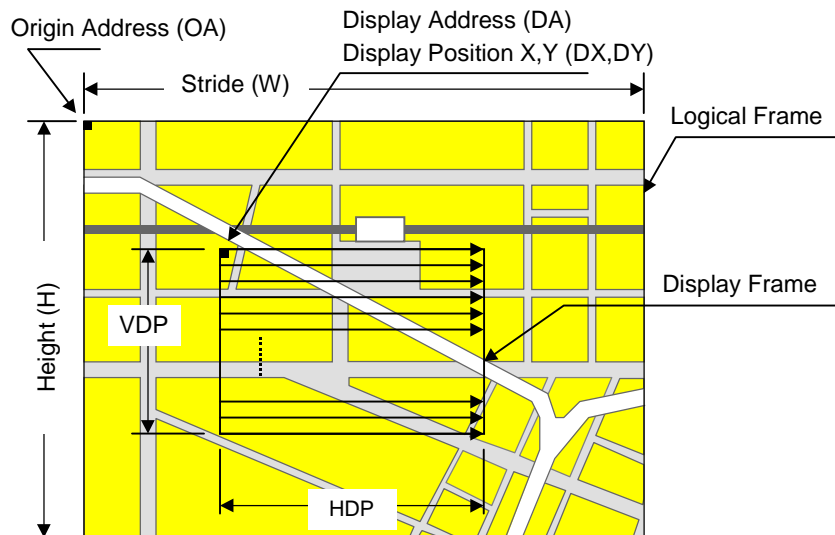 Origin Address (OA)
Display Address (DA)
Display Position X,Y (DX,DY)
Stride (W)
Logical Frame
Display Frame
Height (H)
VDP
HDP